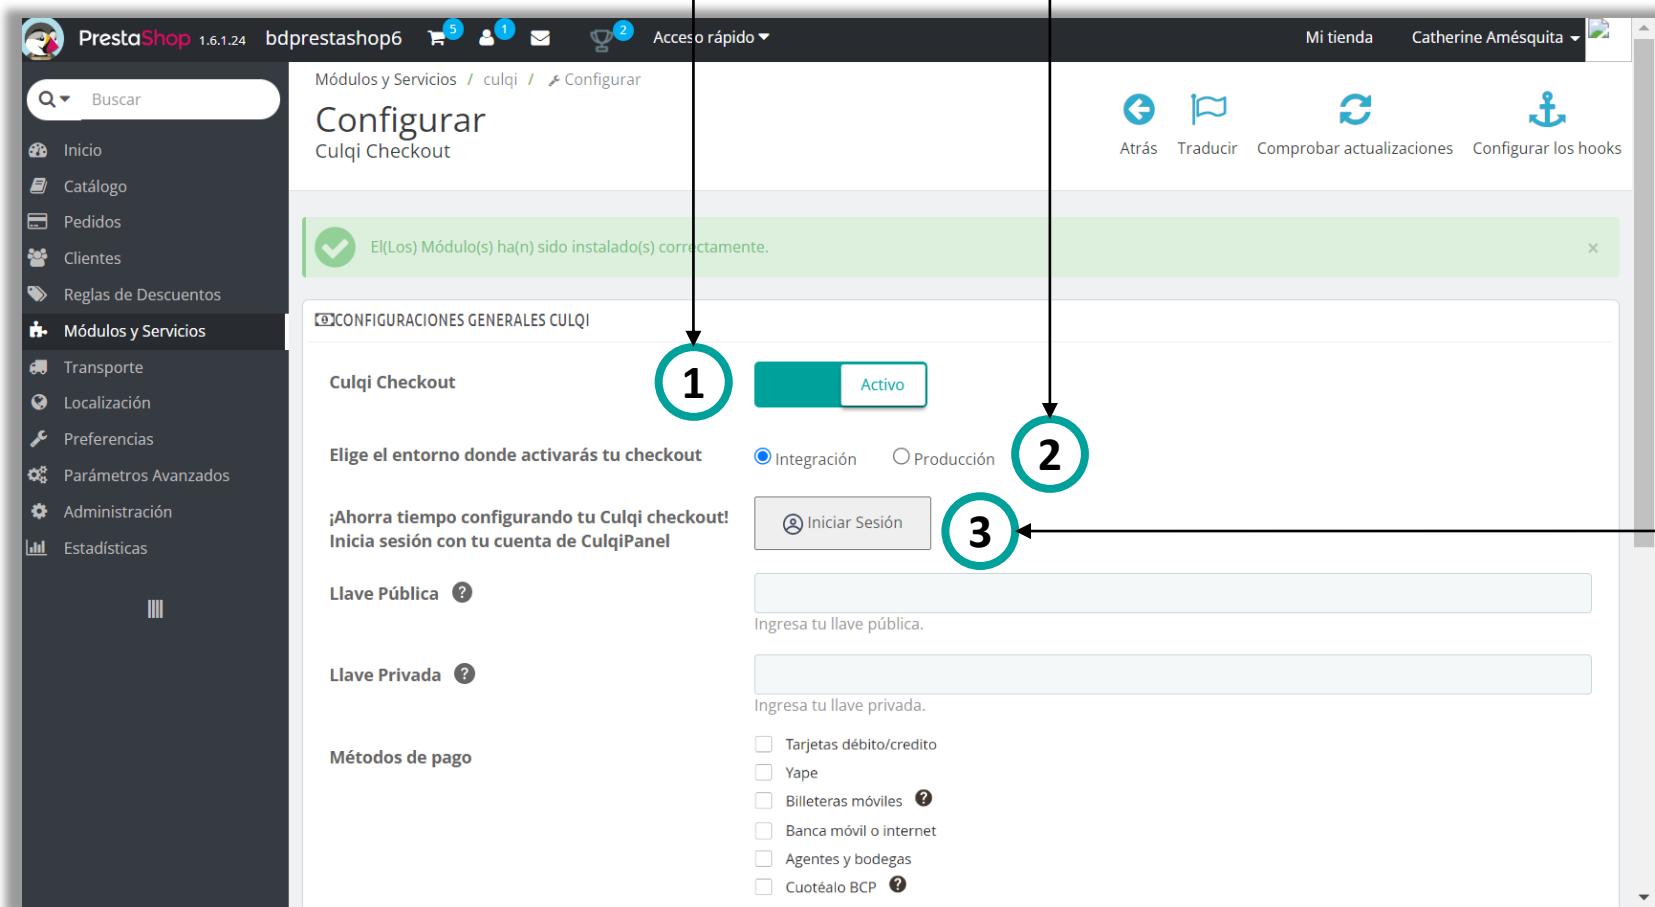 PrestaShop 1.6.1.24 bdprestashop6 5 1 2 Acceso rápido Mi tienda Catherine Amésquita
Buscar
Inicio
Catálogo
Pedidos
Clientes
Reglas de Descuentos
Módulos y Servicios
Transporte
Localización
Preferencias
Parámetros Avanzados
Administración
Estadísticas
Módulos y Servicios / culqi / Configurar
Configurar
Culqi Checkout
Atrás Traducir Comprobar actualizaciones Configurar los hooks
El(Los) Módulo(s) ha(n) sido instalado(s) correctamente. ×
CONFIGURACIONES GENERALES CULQI
Culqi Checkout 1 Activo
Elige el entorno donde activarás tu checkout Integración Producción 2
¡Ahorra tiempo configurando tu Culqi checkout!
Inicia sesión con tu cuenta de CulqiPanel
Iniciar Sesión 3
Llave Pública ?
Ingresa tu llave pública.
Llave Privada ?
Ingresa tu llave privada.
Métodos de pago
Tarjetas débito/credito
Yape
Billeteras móviles ?
Banca móvil o internet
Agentes y bodegas
Cuotéalo BCP ?